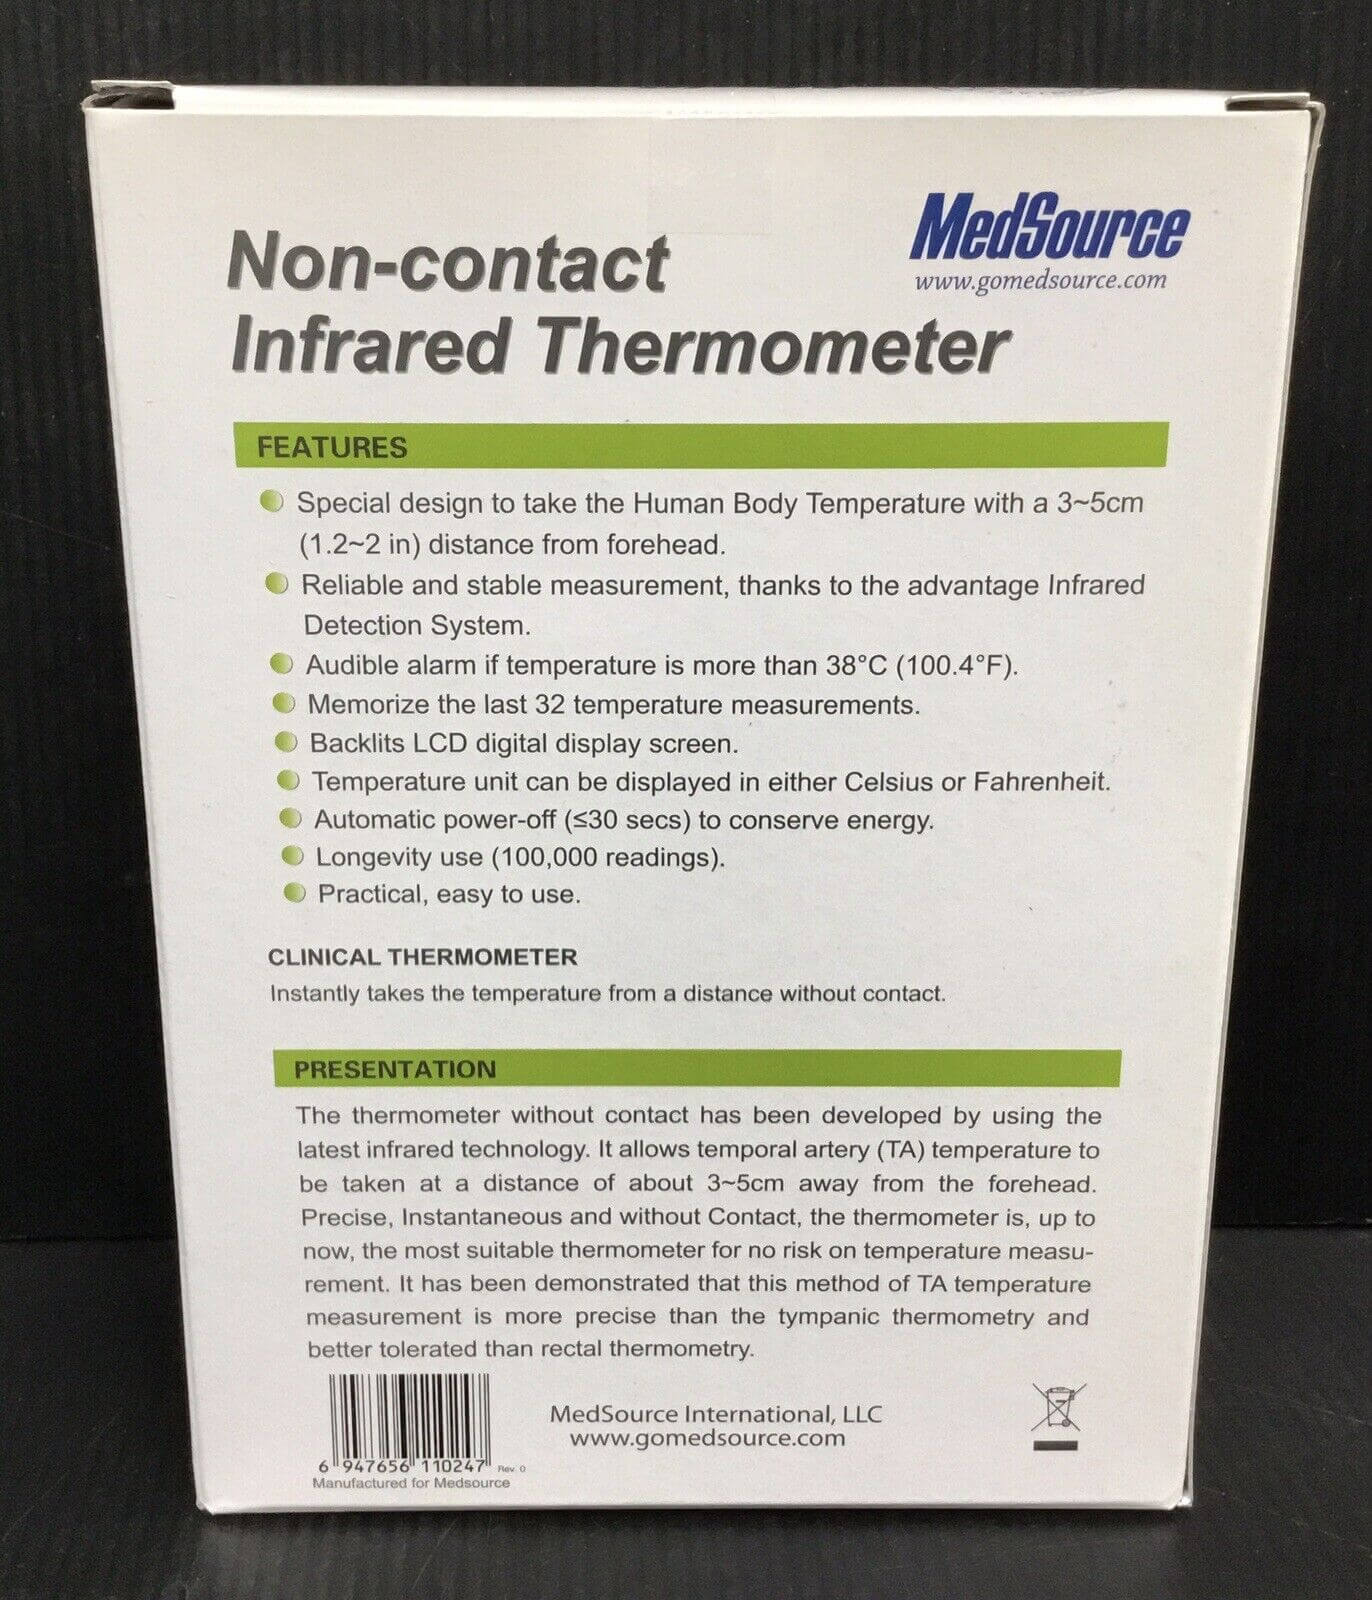 MedSource
www.gomedsource.com
Non-contact
Infrared Thermometer
FEATURES
Special design to take the Human Body Temperature with a 3~5cm
(1.2~2 in) distance from forehead.
Reliable and stable measurement, thanks to the advantage Infrared
Detection System.
Audible alarm if temperature is more than 38°C (100.4°F).
Memorize the last 32 temperature measurements.
Backlits LCD digital display screen.
Temperature unit can be displayed in either Celsius or Fahrenheit.
Automatic power-off (≤30 secs) to conserve energy.
Longevity use (100,000 readings).
Practical, easy to use.
CLINICAL THERMOMETER
Instantly takes the temperature from a distance without contact.
PRESENTATION
The thermometer without contact has been developed by using the
latest infrared technology. It allows temporal artery (TA) temperature to
be taken at a distance of about 3~5cm away from the forehead.
Precise, Instantaneous and without Contact, the thermometer is, up to
now, the most suitable thermometer for no risk on temperature measu-
rement. It has been demonstrated that this method of TA temperature
measurement is more precise than the tympanic thermometry and
better tolerated than rectal thermometry.
MedSource International, LLC
www.gomedsource.com
6 947656 110247 Rev 0
Manufactured for Medsource